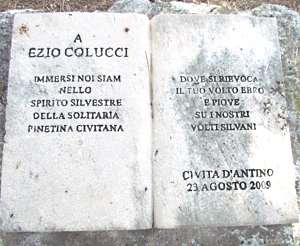 A
EZIO COLUCCI
IMMERSI NOI SIAM
NELLO
SPIRITO SILVESTRE
DELLA SOLITARIA
PINETINA CIVITANA
DOVE SI RIEVOCA
IL TUO VOLTO EBRO
E PIOVE
SU I NOSTRI
VOLTI SILVANI
CIVITA D'ANTINO
23 AGOSTO 2009